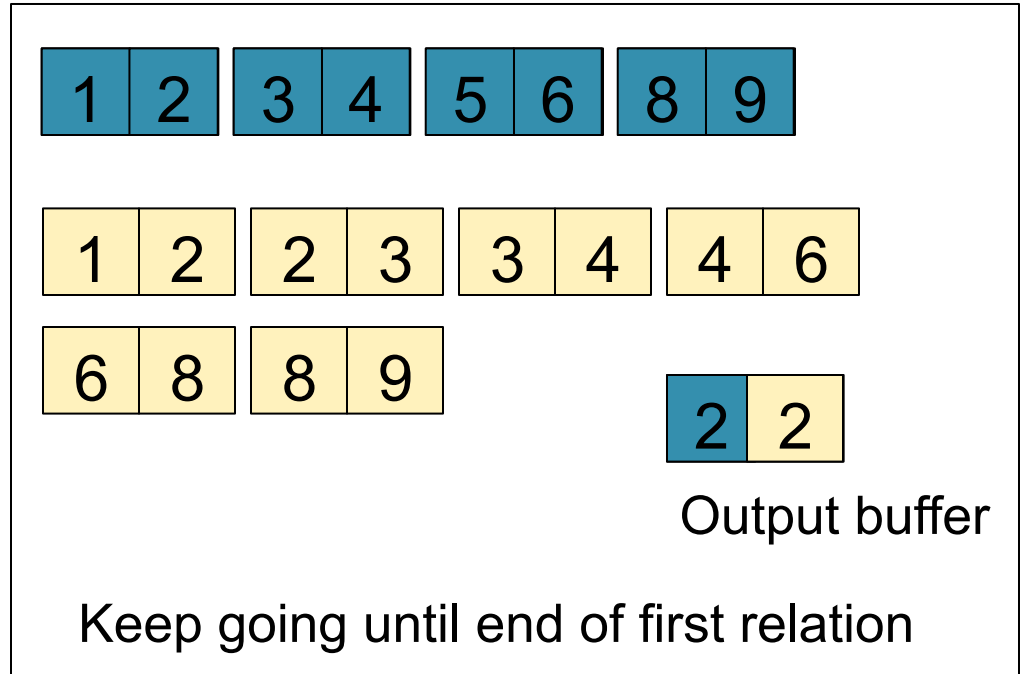 1 2 3 4 5 6 8 9
1 2 2 3 3 4 4 6
6 8 8 9
2 2
Output buffer
Keep going until end of first relation